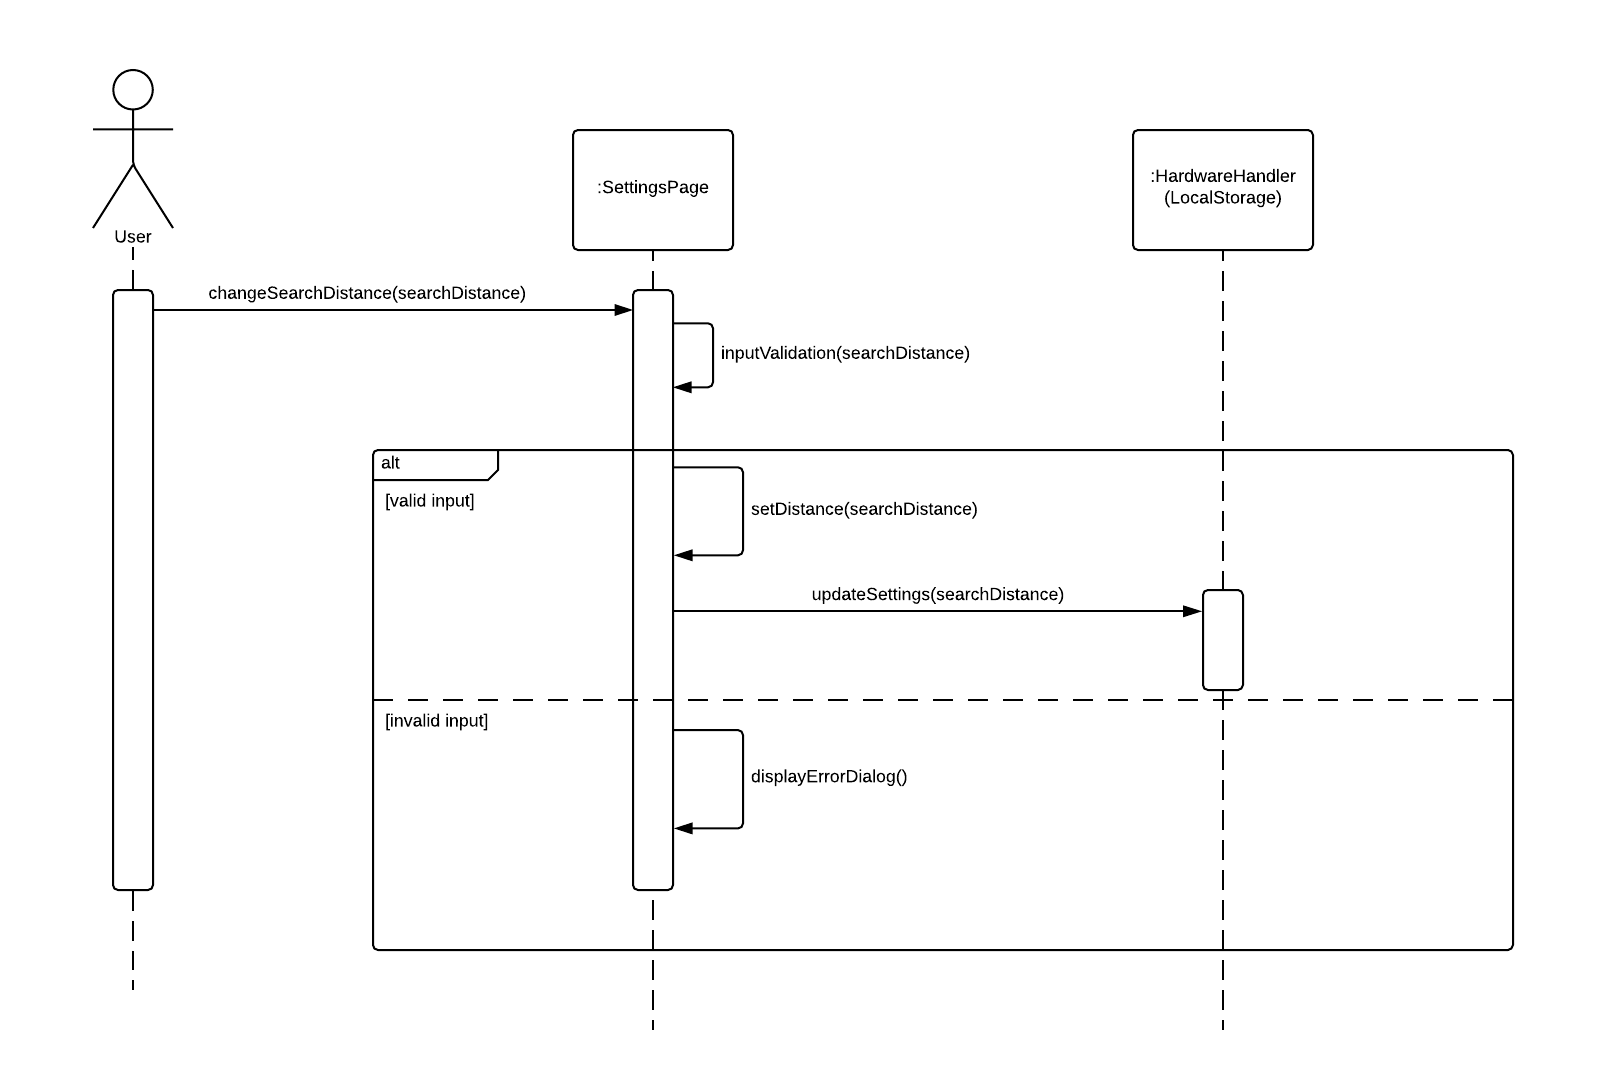 User
:SettingsPage
:HardwareHandler
(LocalStorage)
changeSearchDistance(searchDistance)
inputValidation(searchDistance)
alt
[valid input]
setDistance(searchDistance)
updateSettings(searchDistance)
[invalid input]
displayErrorDialog()